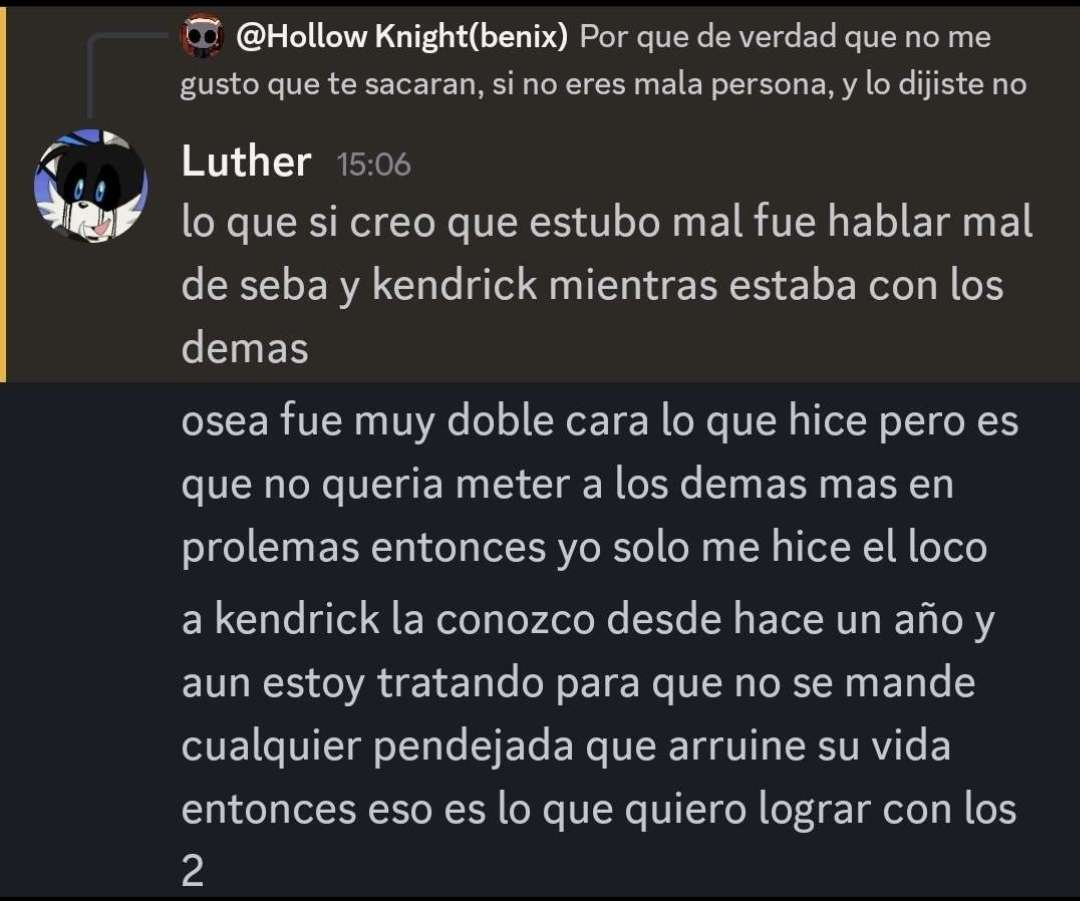 @Hollow Knight(benix) Por que de verdad que no me
gusto que te sacaran, si no eres mala persona, y lo dijiste no
Luther 15:06
lo que si creo que estubo mal fue hablar mal
de seba y kendrick mientras estaba con los
demas
osea fue muy doble cara lo que hice pero es
que no queria meter a los demas mas en
prolemas entonces yo solo me hice el loco
a kendrick la conozco desde hace un año y
aun estoy tratando para que no se mande
cualquier pendejada que arruine su vida
entonces eso es lo que quiero lograr con los
2